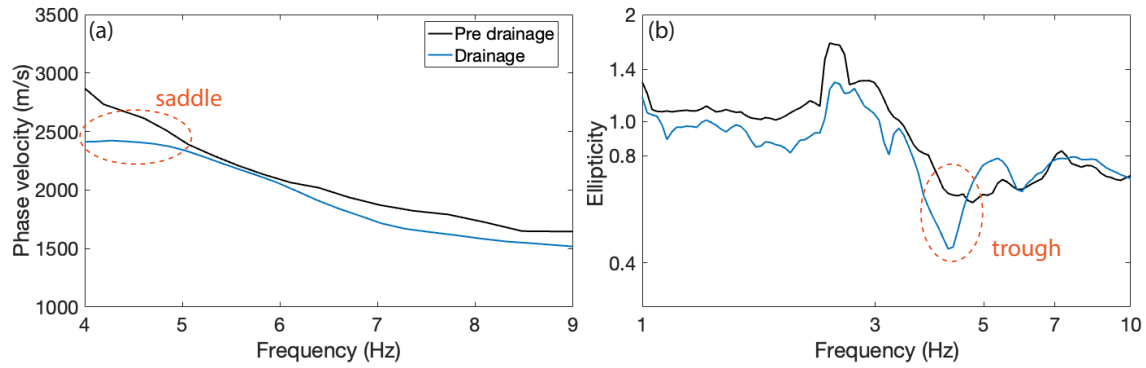 (a)
Pre drainage
Drainage
saddle
3500
3000
2500
2000
1500
1000
Phase velocity (m/s)
4 5 6 7 8 9
Frequency (Hz)
(b)
trough
2
1.4
1.0
0.8
0.4
Ellipticity
1 3 5 7 10
Frequency (Hz)